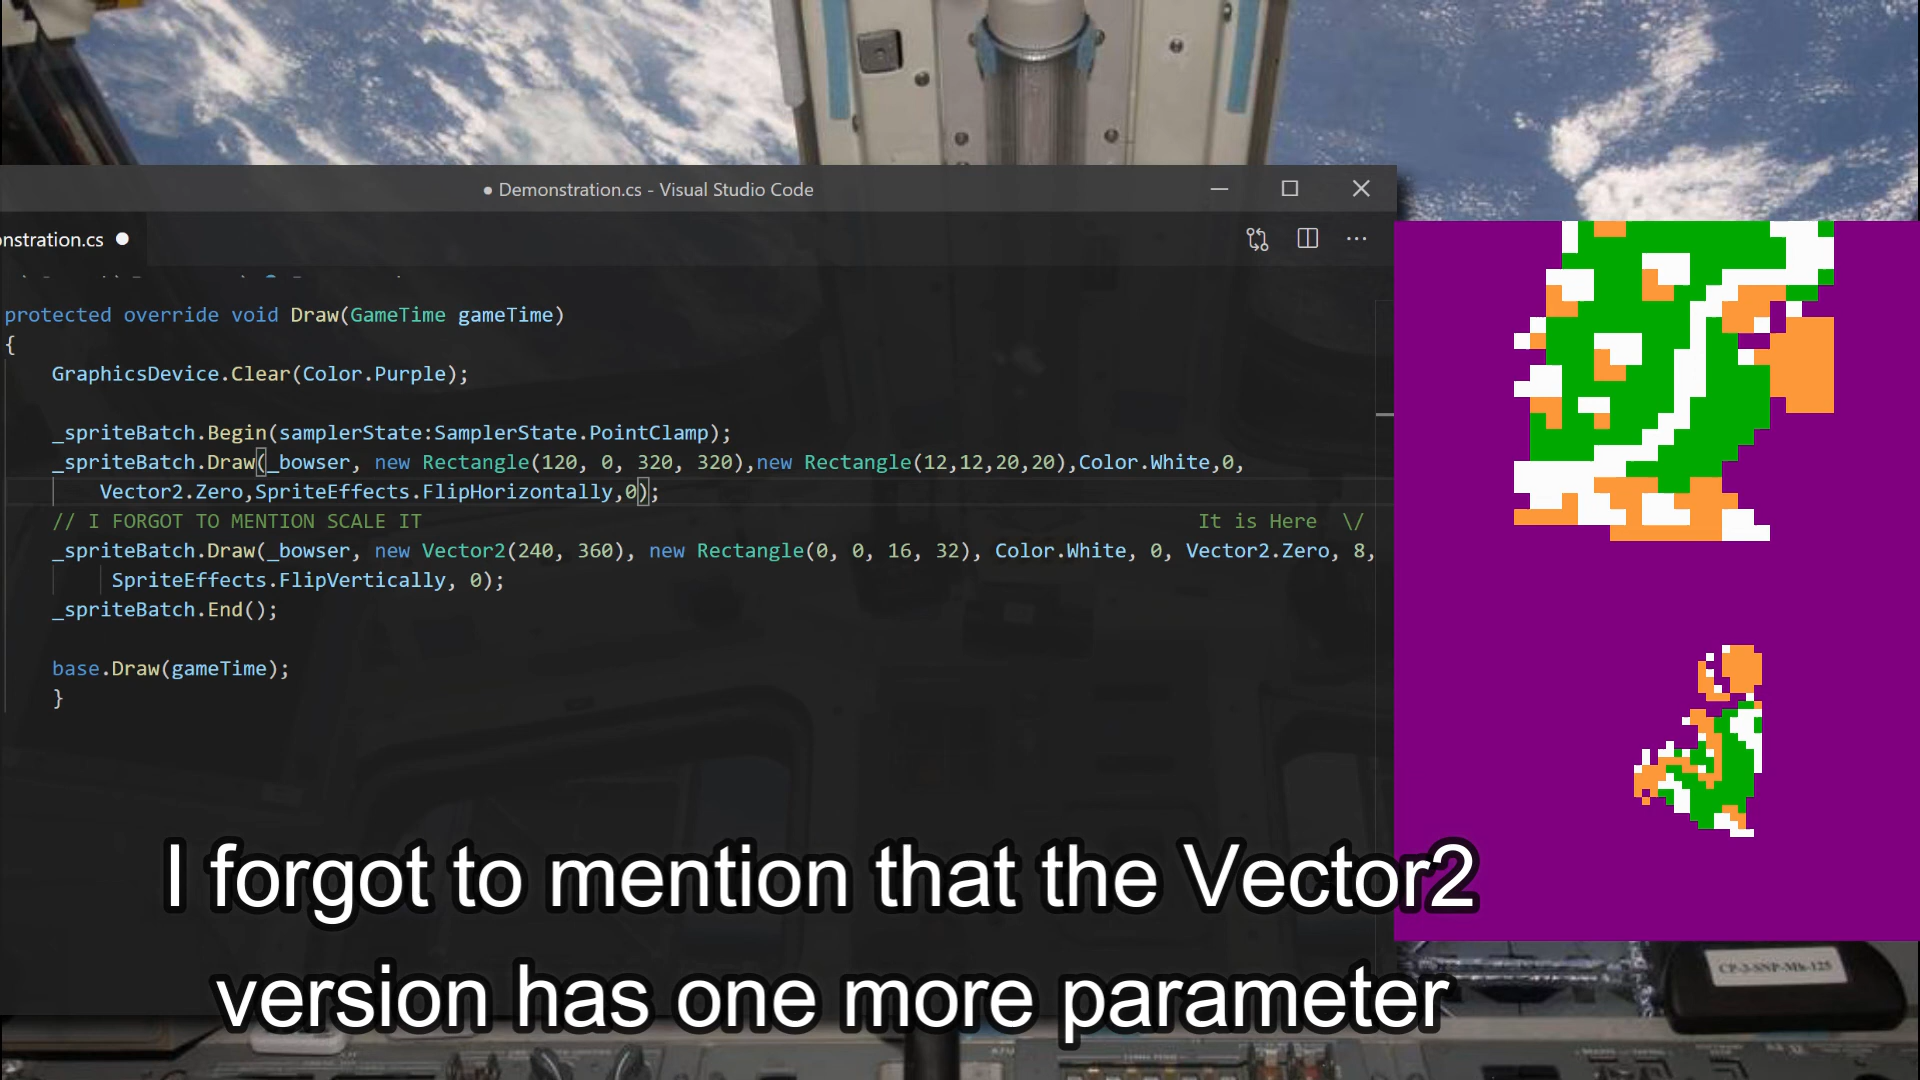 ● Demonstration.cs - Visual Studio Code
nstration.cs ●
protected override void Draw(GameTime gameTime)
{
GraphicsDevice.Clear(Color.Purple);
_spriteBatch.Begin(samplerState:SamplerState.PointClamp);
_spriteBatch.Draw(_bowser, new Rectangle(120, 0, 320, 320),new Rectangle(12,12,20,20),Color.White,0,
Vector2.Zero,SpriteEffects.FlipHorizontally,0);
// I FORGOT TO MENTION SCALE IT It is Here \/
_spriteBatch.Draw(_bowser, new Vector2(240, 360), new Rectangle(0, 0, 16, 32), Color.White, 0, Vector2.Zero, 8,
SpriteEffects.FlipVertically, 0);
_spriteBatch.End();
base.Draw(gameTime);
}
I forgot to mention that the Vector2
version has one more parameter